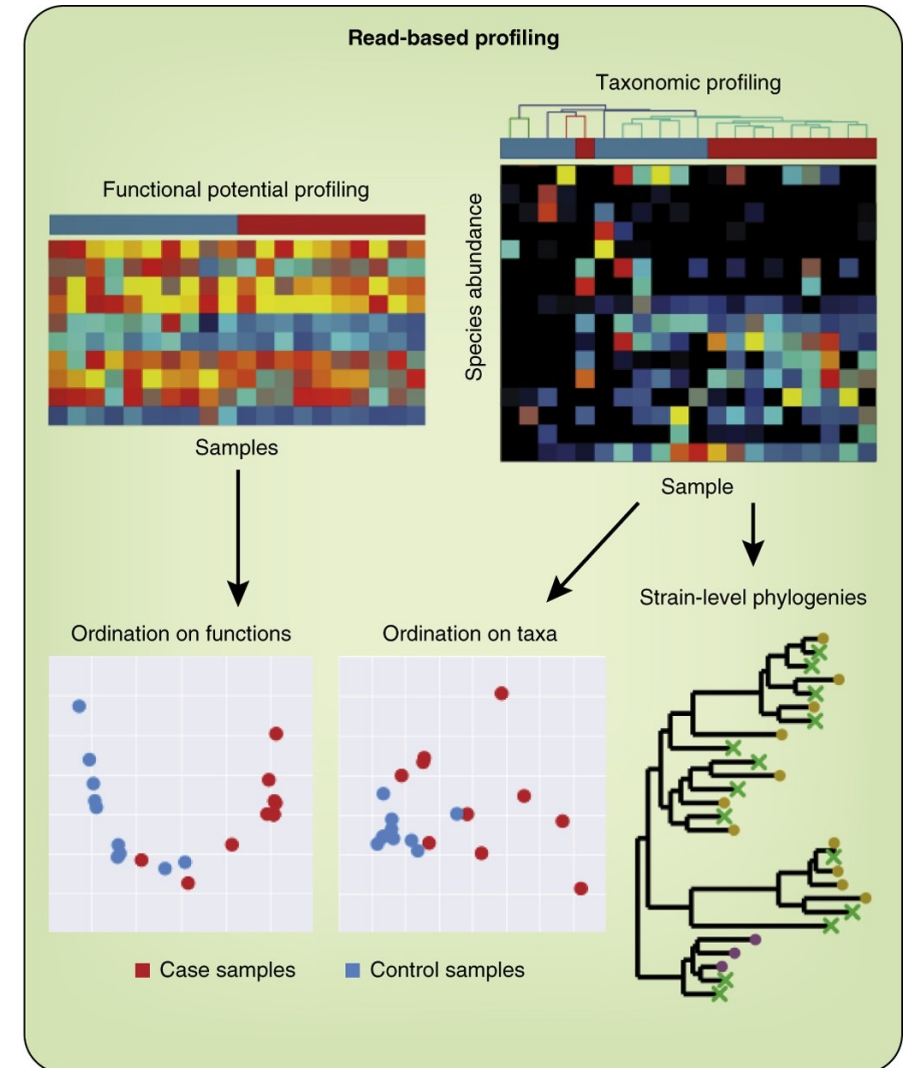 Read-based profiling
Taxonomic profiling
Functional potential profiling
Species abundance
Samples
Sample
Strain-level phylogenies
Ordination on functions
Ordination on taxa
Case samples
Control samples